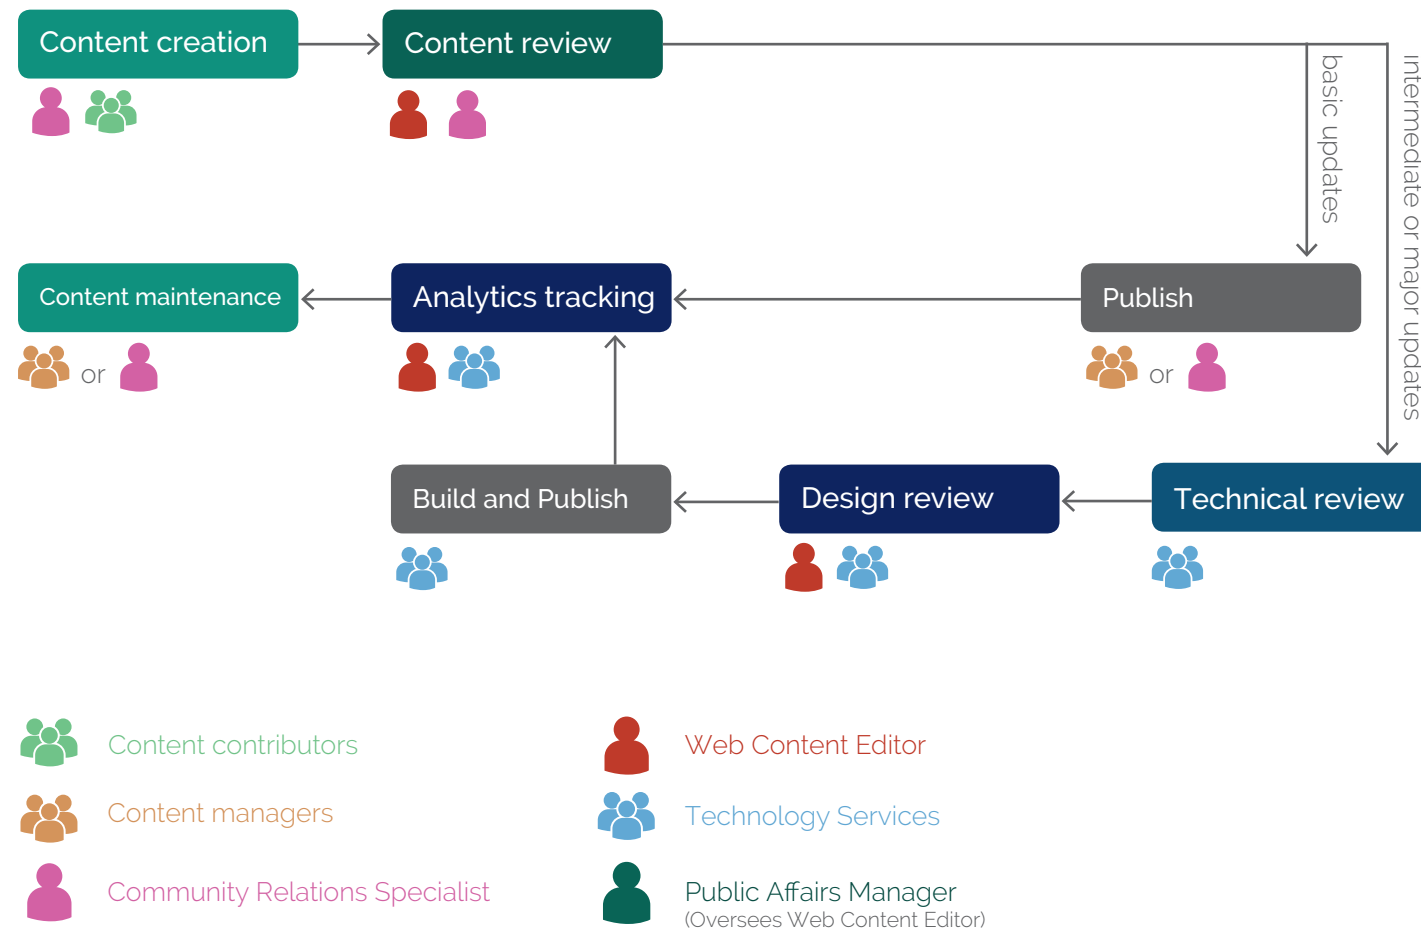 Content creation
Content review
basic updates
intermediate or major updates
Content maintenance
Analytics tracking
Publish
or
or
Build and Publish
Design review
Technical review
Content contributors
Web Content Editor
Content managers
Technology Services
Community Relations Specialist
Public Affairs Manager
(Oversees Web Content Editor)